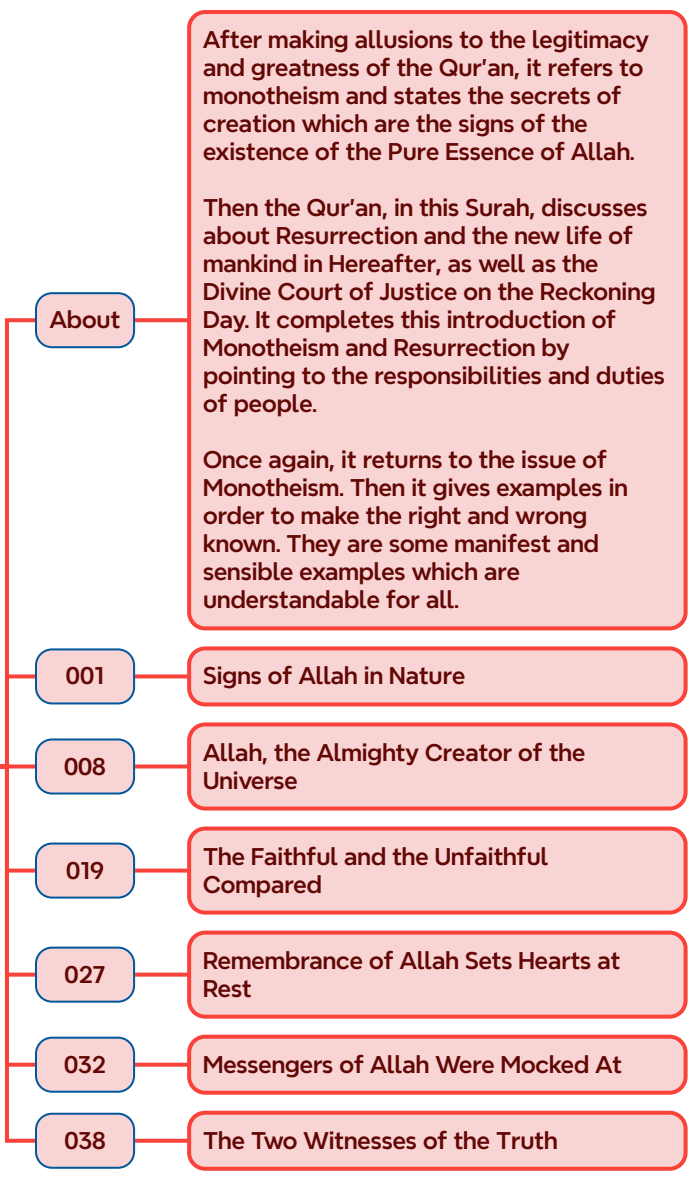 After making allusions to the legitimacy
and greatness of the Qur'an, it refers to
monotheism and states the secrets of
creation which are the signs of the
existence of the Pure Essence of Allah.
Then the Qur'an, in this Surah, discusses
about Resurrection and the new life of
mankind in Hereafter, as well as the
Divine Court of Justice on the Reckoning
Day. It completes this introduction of
Monotheism and Resurrection by
pointing to the responsibilities and duties
of people.
Once again, it returns to the issue of
Monotheism. Then it gives examples in
order to make the right and wrong
known. They are some manifest and
sensible examples which are
understandable for all.
About
001
Signs of Allah in Nature
008
Allah, the Almighty Creator of the
Universe
019
The Faithful and the Unfaithful
Compared
027
Remembrance of Allah Sets Hearts at
Rest
032
Messengers of Allah Were Mocked At
038
The Two Witnesses of the Truth